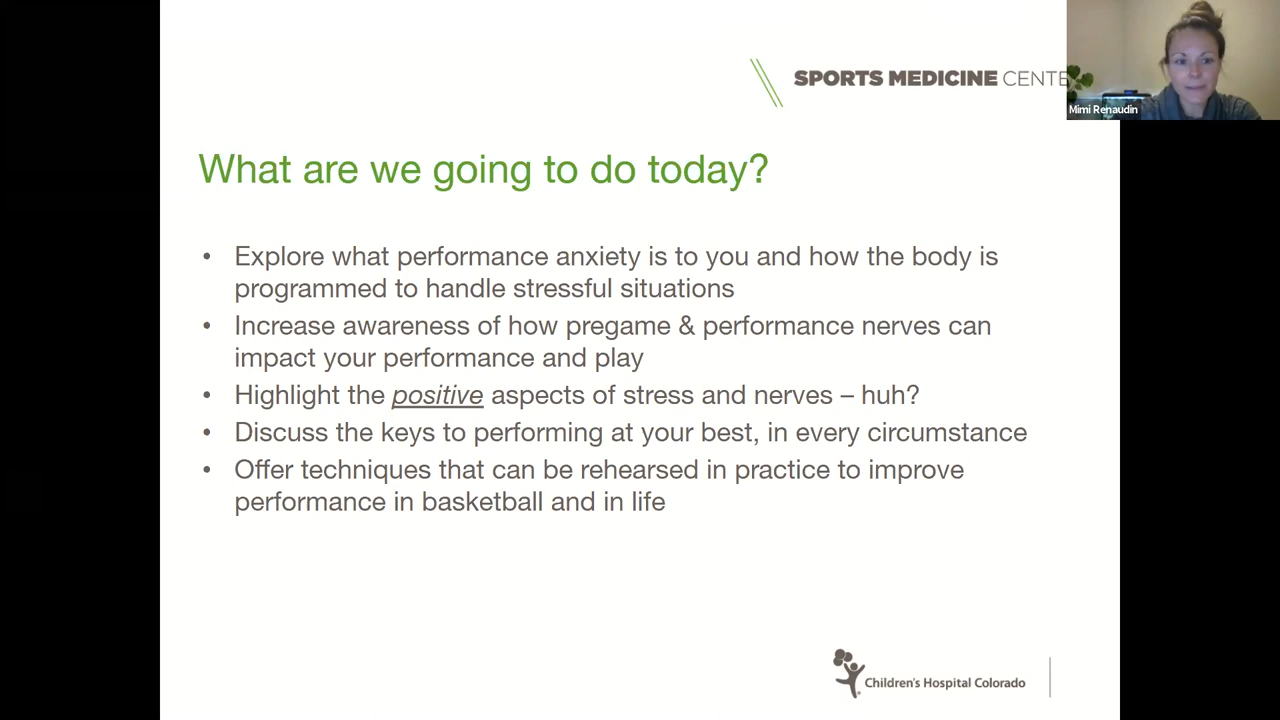 SPORTS MEDICINE CENTE
Mimi Renaudin
What are we going to do today?
• Explore what performance anxiety is to you and how the body is
programmed to handle stressful situations
• Increase awareness of how pregame & performance nerves can
impact your performance and play
• Highlight the positive aspects of stress and nerves – huh?
• Discuss the keys to performing at your best, in every circumstance
• Offer techniques that can be rehearsed in practice to improve
performance in basketball and in life
Children's Hospital Colorado